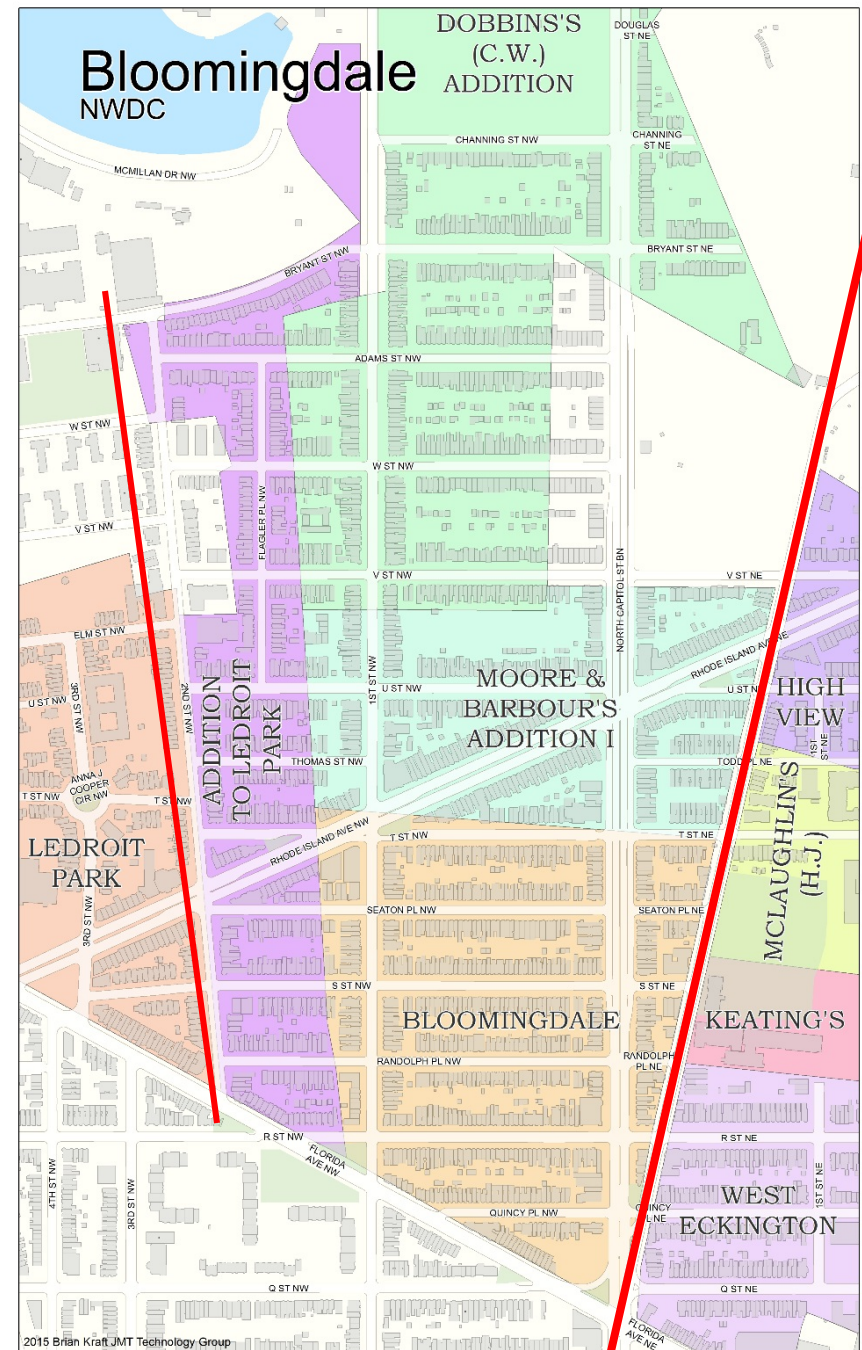 Bloomingdale
NWDC
DOBBINS'S
(C.W.)
ADDITION
DOUGLAS
ST NE
CHANNING ST NW
CHANNING
ST NE
MCMILLAN DR NW
BRYANT ST NW
BRYANT ST NE
ADAMS ST NW
W ST NW
W ST NW
V ST NW
FLAGLER PL NW
V ST NW
V ST NE
NORTH CAPITOL ST BN
ELM ST NW
RHODE ISLAND AVE NE
U ST NW
3RD ST NW
2ND ST NW
ADDITION
TO LEDROIT
PARK
1ST ST NW
U ST NW
MOORE &
BARBOUR'S
ADDITION I
U ST N
HIGH
VIEW
1ST
ST NE
THOMAS ST NW
TODD PL NE
ANNA J
COOPER
CIR NW
T ST NW
T ST NW
RHODE ISLAND AVE NW
T ST NW
T ST NE
MCLAUGHLIN'S
(H.J.)
LEDROIT
PARK
3RD ST NW
SEATON PL NW
SEATON PL NE
S ST NW
S ST NE
BLOOMINGDALE
KEATING'S
RANDOLPH PL NW
RANDOLPH
PL NE
R ST NW
FLORIDA
AVE NW
R ST NE
4TH ST NW
3RD ST NW
WEST
ECKINGTON
1ST ST NE
QUINCY PL NW
QUINCY
PL NE
Q ST NW
Q ST NE
FLORIDA
AVE NE
2015 Brian Kraft JMT Technology Group